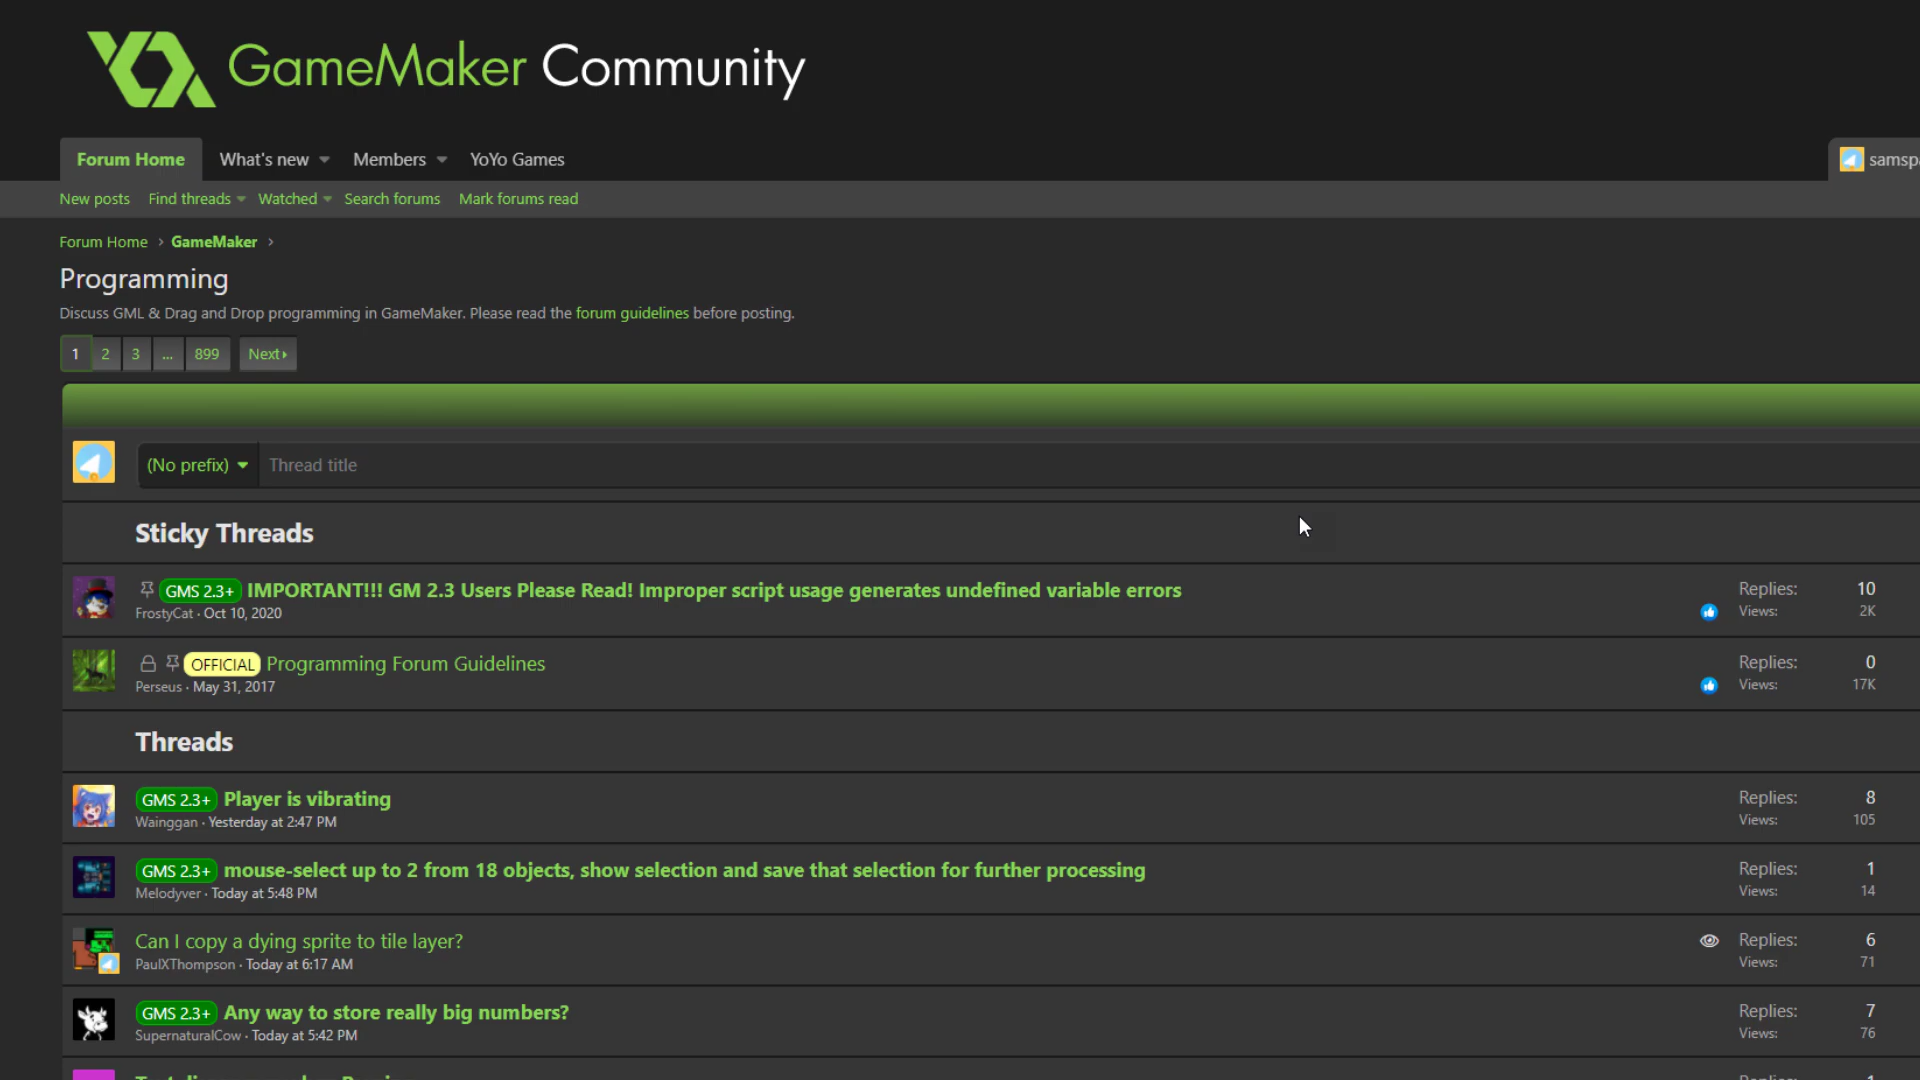 GameMaker Community
Forum Home What's new Members YoYo Games
New posts Find threads Watched Search forums Mark forums read
Forum Home › GameMaker ›
Programming
Discuss GML & Drag and Drop programming in GameMaker. Please read the forum guidelines before posting.
1 2 3 ... 899 Next
(No prefix) Thread title
Sticky Threads
GMS 2.3+ IMPORTANT!!! GM 2.3 Users Please Read! Improper script usage generates undefined variable errors
FrostyCat · Oct 10, 2020
Replies: 10
Views: 2K
OFFICIAL Programming Forum Guidelines
Perseus · May 31, 2017
Replies: 0
Views: 17K
Threads
GMS 2.3+ Player is vibrating
Wainggan · Yesterday at 2:47 PM
Replies: 8
Views: 105
GMS 2.3+ mouse-select up to 2 from 18 objects, show selection and save that selection for further processing
Melodyver · Today at 5:48 PM
Replies: 1
Views: 14
Can I copy a dying sprite to tile layer?
PaulXThompson · Today at 6:17 AM
Replies: 6
Views: 71
GMS 2.3+ Any way to store really big numbers?
SupernaturalCow · Today at 5:42 PM
Replies: 7
Views: 76